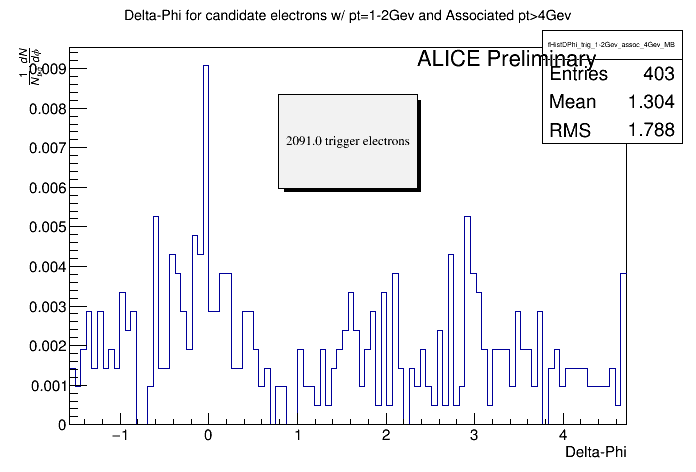 Delta-Phi for candidate electrons w/ pt=1-2Gev and Associated pt>4Gev
fHistDPhi_trig_1-2Gev_assoc_4Gev_MB
Entries 403
Mean 1.304
RMS 1.788
ALICE Preliminary
2091.0 trigger electrons
0.009
0.008
0.007
0.006
0.005
0.004
0.003
0.002
0.001
0
−1 0 1 2 3 4
Delta-Phi